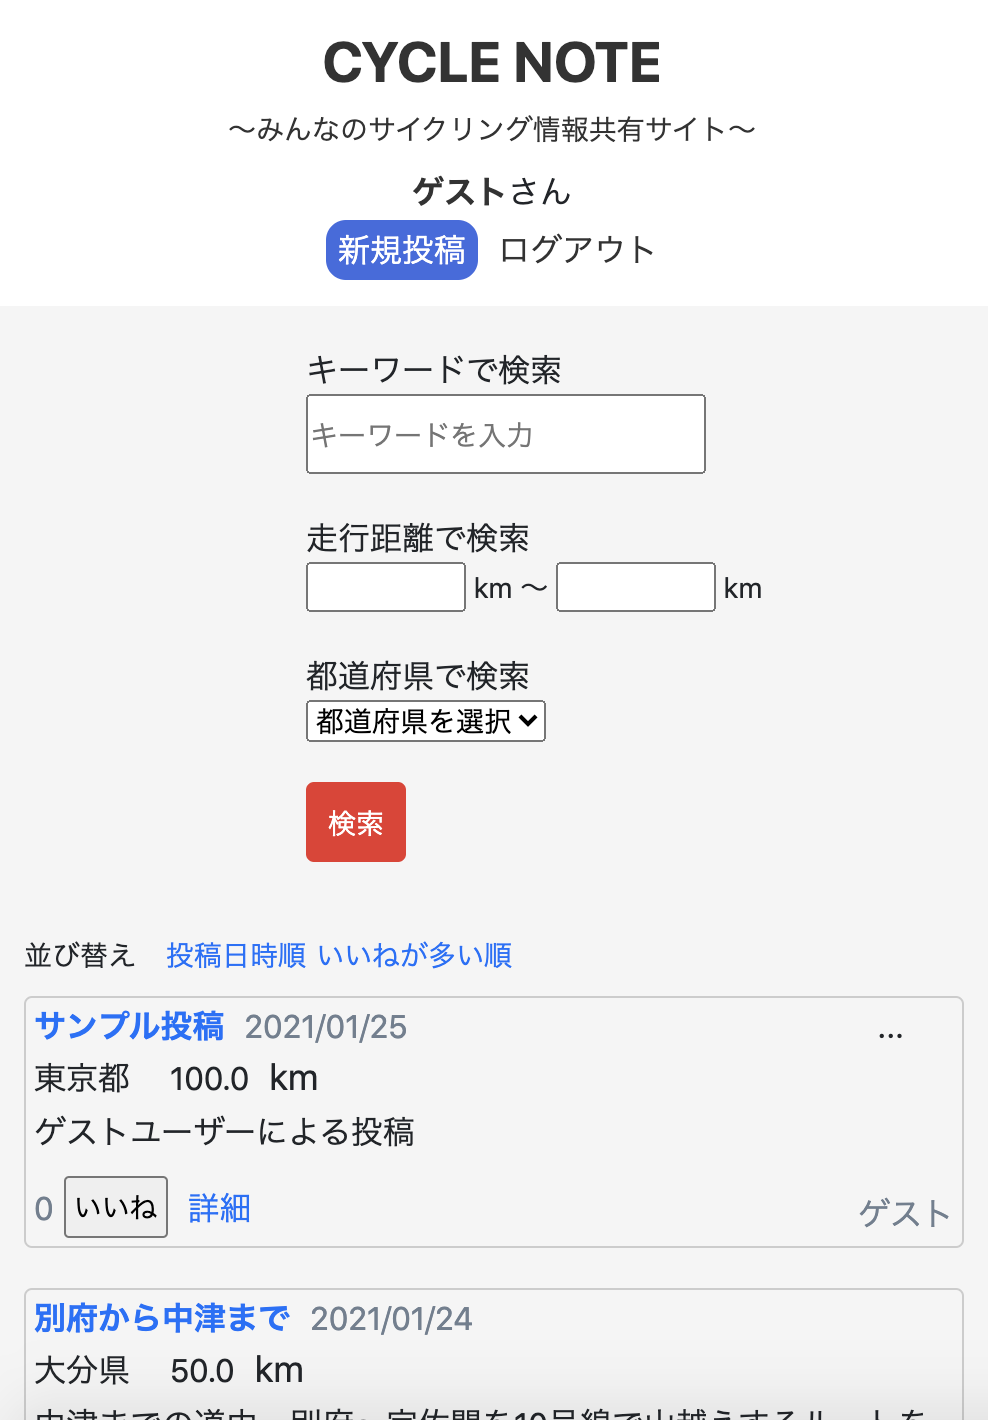 CYCLE NOTE
〜みんなのサイクリング情報共有サイト〜
ゲストさん
新規投稿 ログアウト
キーワードで検索
キーワードを入力
走行距離で検索
km 〜 km
都道府県で検索
都道府県を選択
検索
並び替え 投稿日時順 いいねが多い順
サンプル投稿 2021/01/25 ...
東京都 100.0 km
ゲストユーザーによる投稿
0 いいね 詳細 ゲスト
別府から中津まで 2021/01/24
大分県 50.0 km